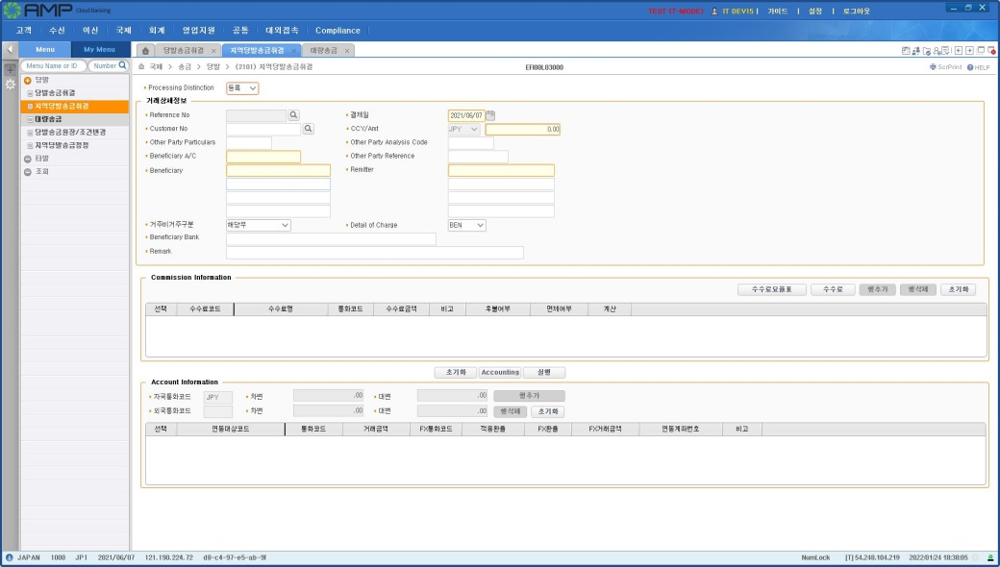 AMP Cloud Banking
TEST (T-MODE) IT DEV15 | 가이드 | 설정 | 로그아웃
고객 수신 여신 국제 회계 영업지원 공통 대외접속 Compliance
Menu My Menu 당발송금취결 × 지역당발송금취결 × 대량송금 ×
Menu Name or ID Number 국제 > 송금 > 당발 > (2101) 지역당발송금취결 EFI00L03000 ScrPrint HELP
당발
당발송금취결
지역당발송금취결
대량송금
당발송금원장/조건변경
지역당발송금정정
타발
조회
Processing Distinction 등록
거래상세정보
Reference No 결제일 2021/06/07
Customer No CCY/Amt JPY 0.00
Other Party Particulars Other Party Analysis Code
Beneficiary A/C Other Party Reference
Beneficiary Remitter
거주비거주구분 해당무 Detail of Charge BEN
Beneficiary Bank
Remark
Commission Information
수수료요율표 수수료 행추가 행삭제 초기화
선택 수수료코드 수수료명 통화코드 수수료금액 비고 후불여부 면제여부 계산
초기화 Accounting 실행
Account Information
자국통화코드 JPY 차변 .00 대변 .00 행추가
외국통화코드 차변 .00 대변 .00 행삭제 초기화
선택 연동대상코드 통화코드 거래금액 FX통화코드 적용환율 FX환율 FX거래금액 연동계좌번호 비고
JAPAN 1000 JP1 2021/06/07 121.190.224.72 d8-c4-97-e5-ab-9f NumLock [T] 54.248.104.219 2022/01/24 18:38:05